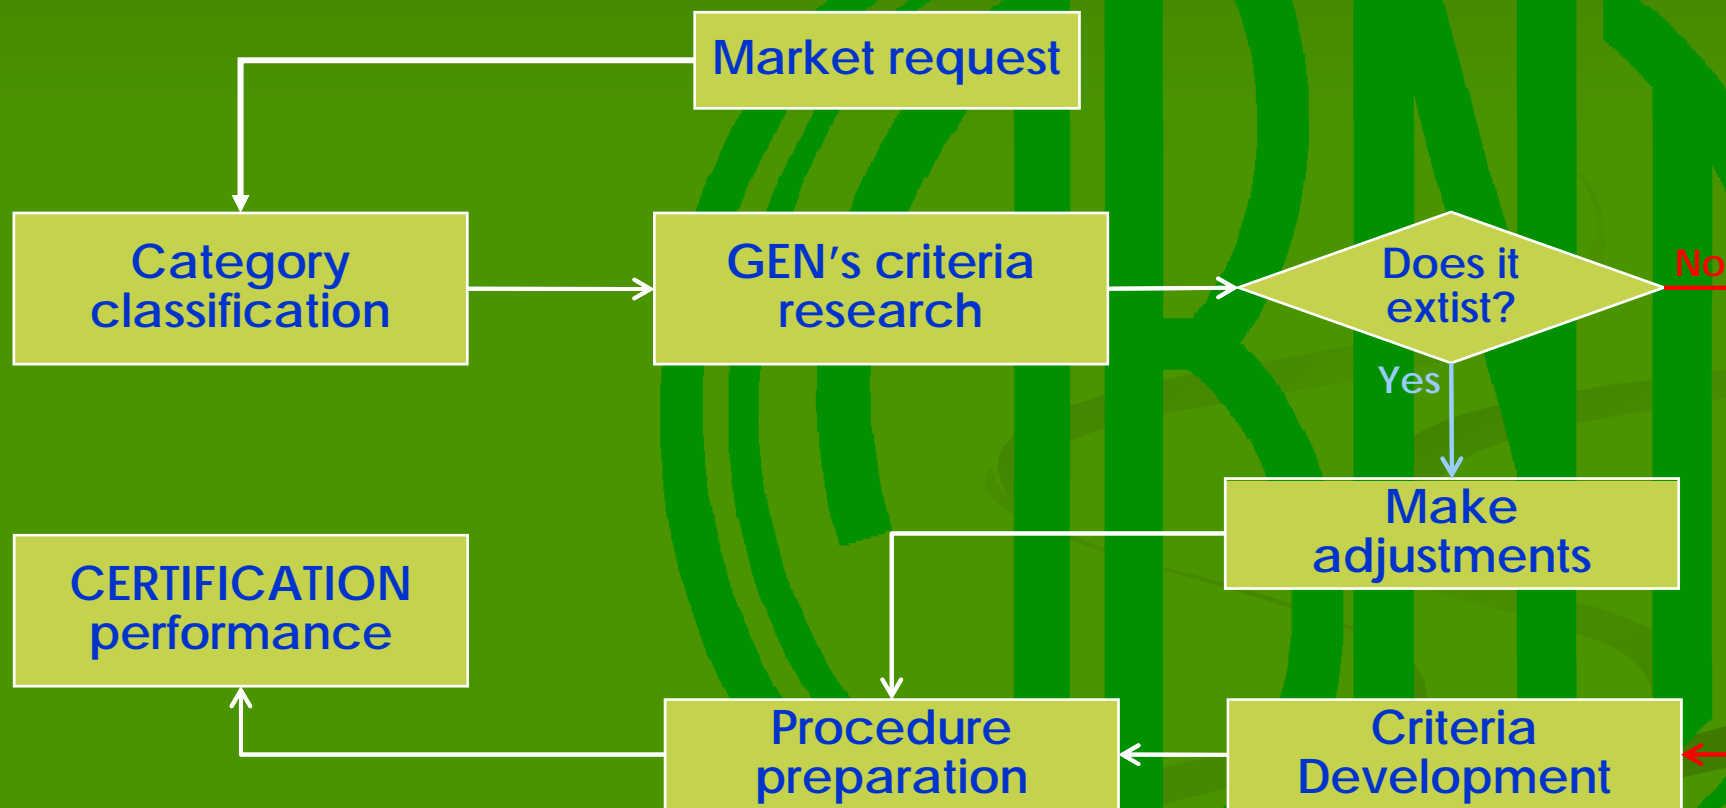 Market request
Category
classification
GEN's criteria
research
Does it
extist?
No
Yes
Make
adjustments
CERTIFICATION
performance
Procedure
preparation
Criteria
Development